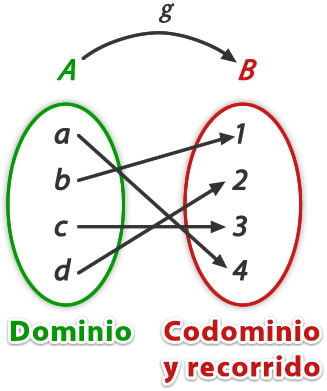 g
A B
a 1
b 2
c 3
d 4
Dominio Codominio
y recorrido